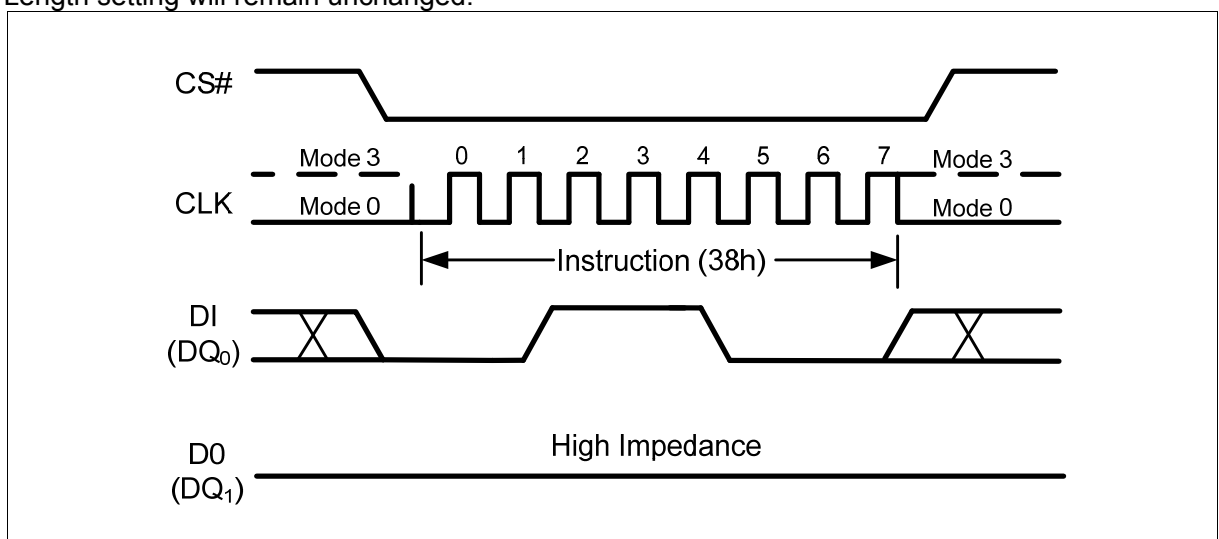 Length setting will remain unchanged.
CS#
Mode 3 0 1 2 3 4 5 6 7 Mode 3
CLK
Mode 0 Mode 0
Instruction (38h)
DI
(DQ0)
High Impedance
D0
(DQ1)